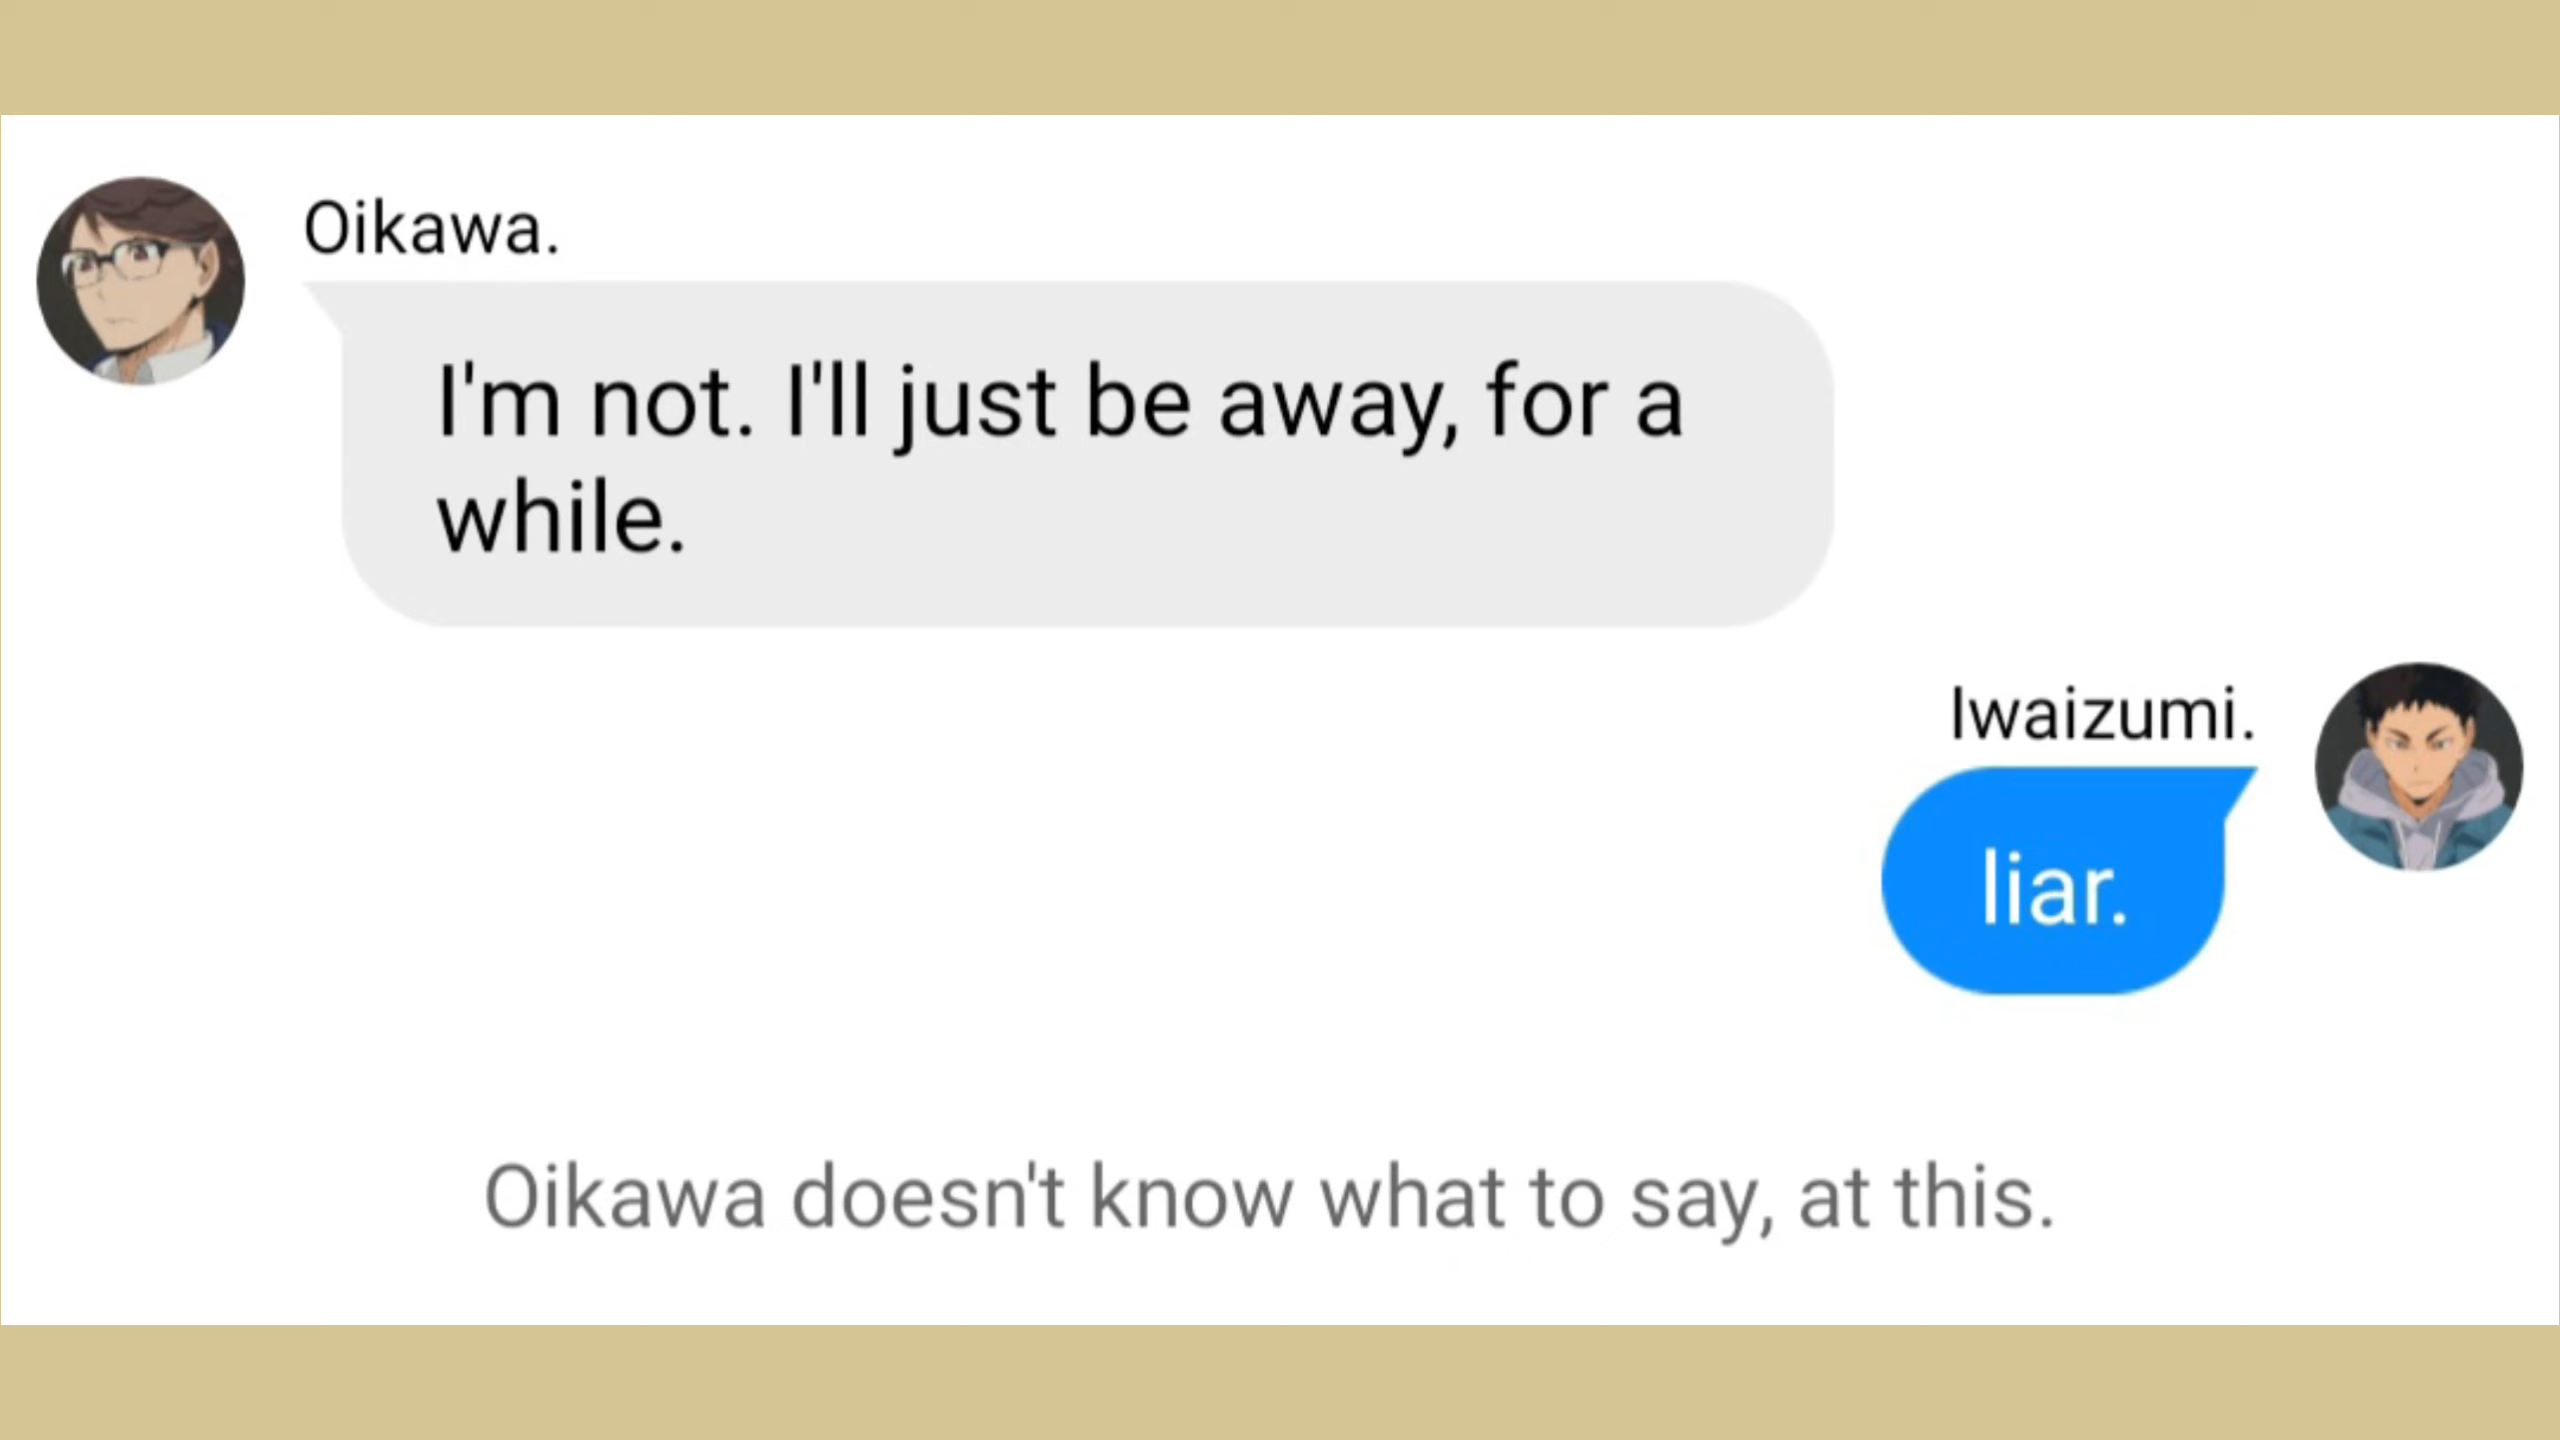 Oikawa.
I'm not. I'll just be away, for a
while.
Iwaizumi.
liar.
Oikawa doesn't know what to say, at this.